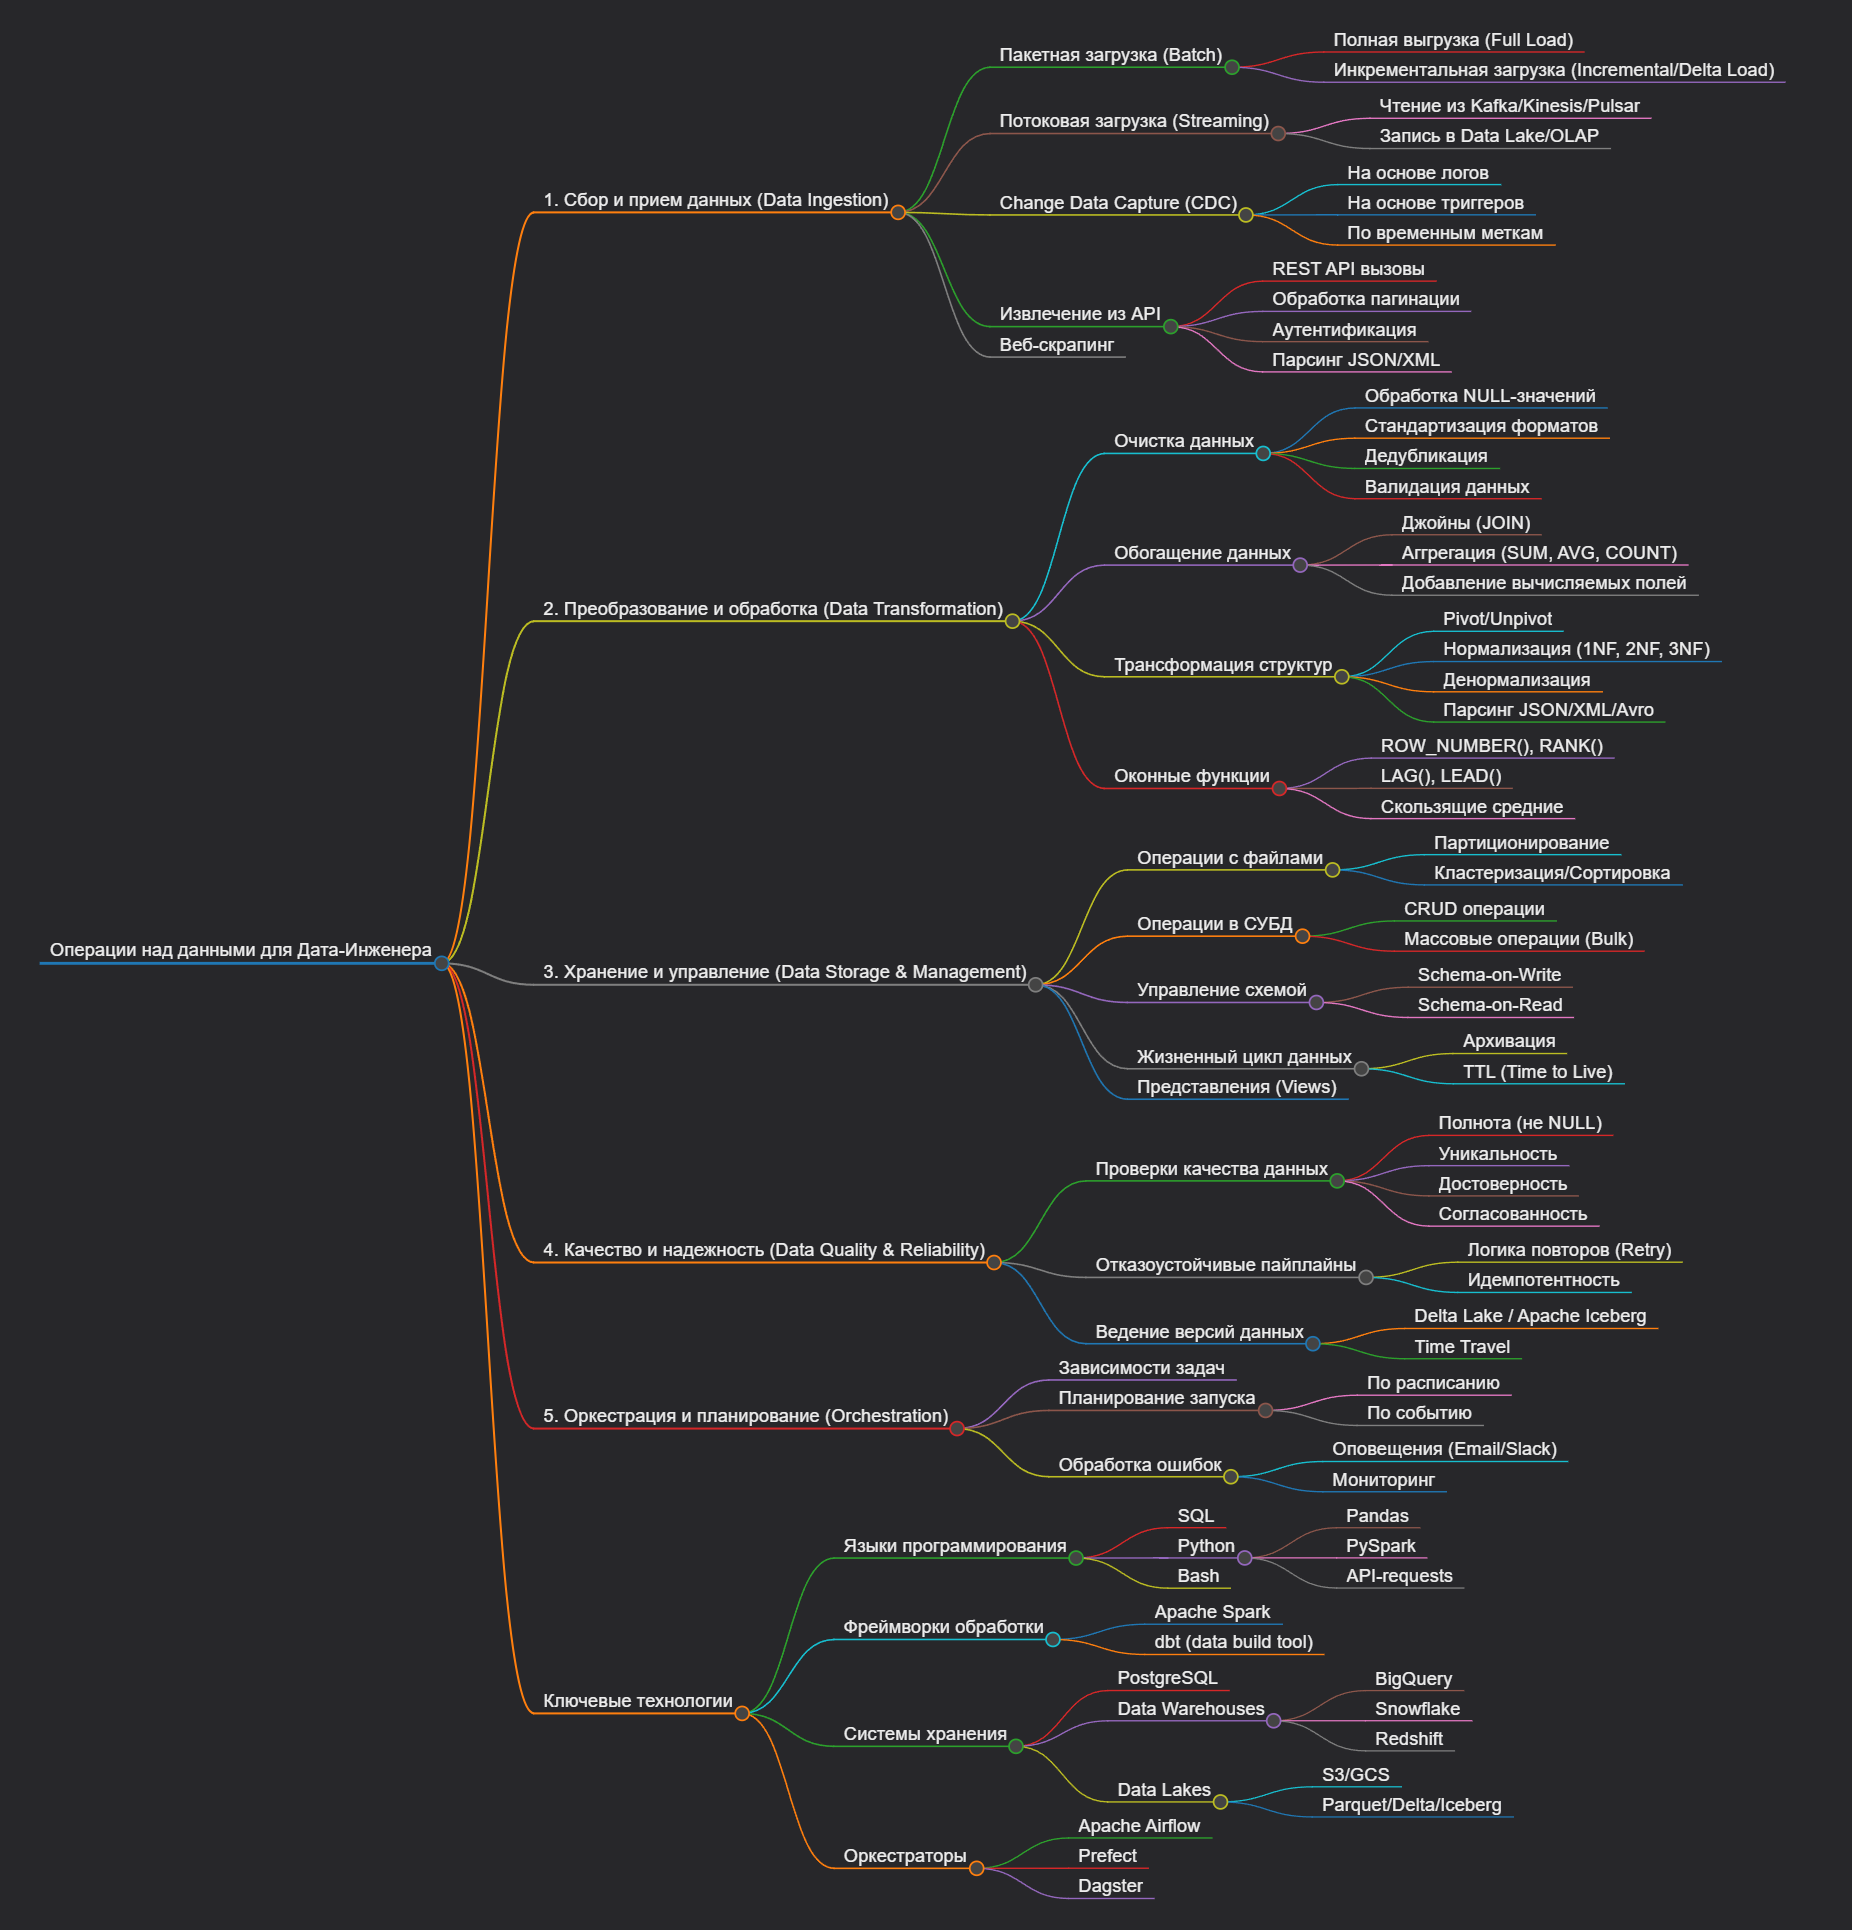 Операции над данными для Дата-Инженера
1. Сбор и прием данных (Data Ingestion)
Пакетная загрузка (Batch)
Полная выгрузка (Full Load)
Инкрементальная загрузка (Incremental/Delta Load)
Потоковая загрузка (Streaming)
Чтение из Kafka/Kinesis/Pulsar
Запись в Data Lake/OLAP
Change Data Capture (CDC)
На основе логов
На основе триггеров
По временным меткам
Извлечение из API
REST API вызовы
Обработка пагинации
Аутентификация
Парсинг JSON/XML
Веб-скрапинг
2. Преобразование и обработка (Data Transformation)
Очистка данных
Обработка NULL-значений
Стандартизация форматов
Дедубликация
Валидация данных
Обогащение данных
Джойны (JOIN)
Аггрегация (SUM, AVG, COUNT)
Добавление вычисляемых полей
Трансформация структур
Pivot/Unpivot
Нормализация (1NF, 2NF, 3NF)
Денормализация
Парсинг JSON/XML/Avro
Оконные функции
ROW_NUMBER(), RANK()
LAG(), LEAD()
Скользящие средние
3. Хранение и управление (Data Storage & Management)
Операции с файлами
Партиционирование
Кластеризация/Сортировка
Операции в СУБД
CRUD операции
Массовые операции (Bulk)
Управление схемой
Schema-on-Write
Schema-on-Read
Жизненный цикл данных
Архивация
TTL (Time to Live)
Представления (Views)
4. Качество и надежность (Data Quality & Reliability)
Проверки качества данных
Полнота (не NULL)
Уникальность
Достоверность
Согласованность
Отказоустойчивые пайплайны
Логика повторов (Retry)
Идемпотентность
Ведение версий данных
Delta Lake / Apache Iceberg
Time Travel
5. Оркестрация и планирование (Orchestration)
Зависимости задач
Планирование запуска
По расписанию
По событию
Обработка ошибок
Оповещения (Email/Slack)
Мониторинг
Ключевые технологии
Языки программирования
SQL
Python
Pandas
PySpark
API-requests
Bash
Фреймворки обработки
Apache Spark
dbt (data build tool)
Системы хранения
PostgreSQL
Data Warehouses
BigQuery
Snowflake
Redshift
Data Lakes
S3/GCS
Parquet/Delta/Iceberg
Оркестраторы
Apache Airflow
Prefect
Dagster